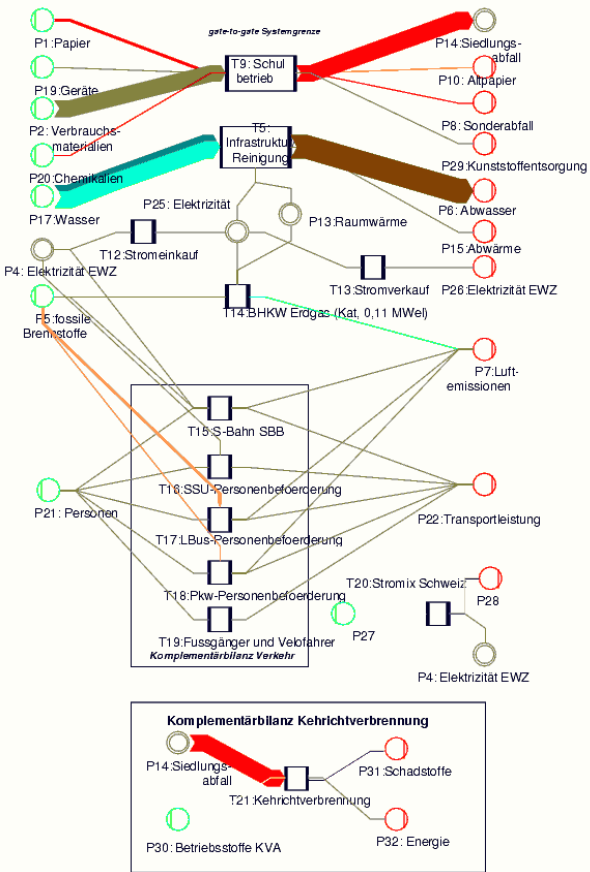 gate-to-gate Systemgrenze
P1:Papier
T9:Schul
betrieb
P14:Siedlungs-
abfall
P19:Geräte
P10: Altpapier
P2: Verbrauchs-
materialien
P8: Sonderabfall
T5:
Infrastruktur
Reinigung
P29:Kunststoffentsorgung
P20:Chemikalien
P17:Wasser
P25: Elektrizität
P6: Abwasser
P13:Raumwärme
P15: Abwärme
T12:Stromeinkauf
P4: Elektrizität EWZ
T13:Stromverkauf
P26:Elektrizität EWZ
P5:fossile
Brennstoffe
T14:BHKW Erdgas (Kat, 0,11 MWel)
P7:Luft-
emissionen
T15:S-Bahn SBB
T16:SSU-Personenbefoerderung
P21: Personen
P22:Transportleistung
T17:LBus-Personenbefoerderung
T20:Stromix Schweiz
T18:Pkw-Personenbefoerderung
P28
T19:Fussgänger und Velofahrer
P27
Komplementärbilanz Verkehr
P4: Elektrizität EWZ
Komplementärbilanz Kehrichtverbrennung
P14:Siedlungs-
abfall
P31:Schadstoffe
T21:Kehrichtverbrennung
P30: Betriebsstoffe KVA
P32: Energie